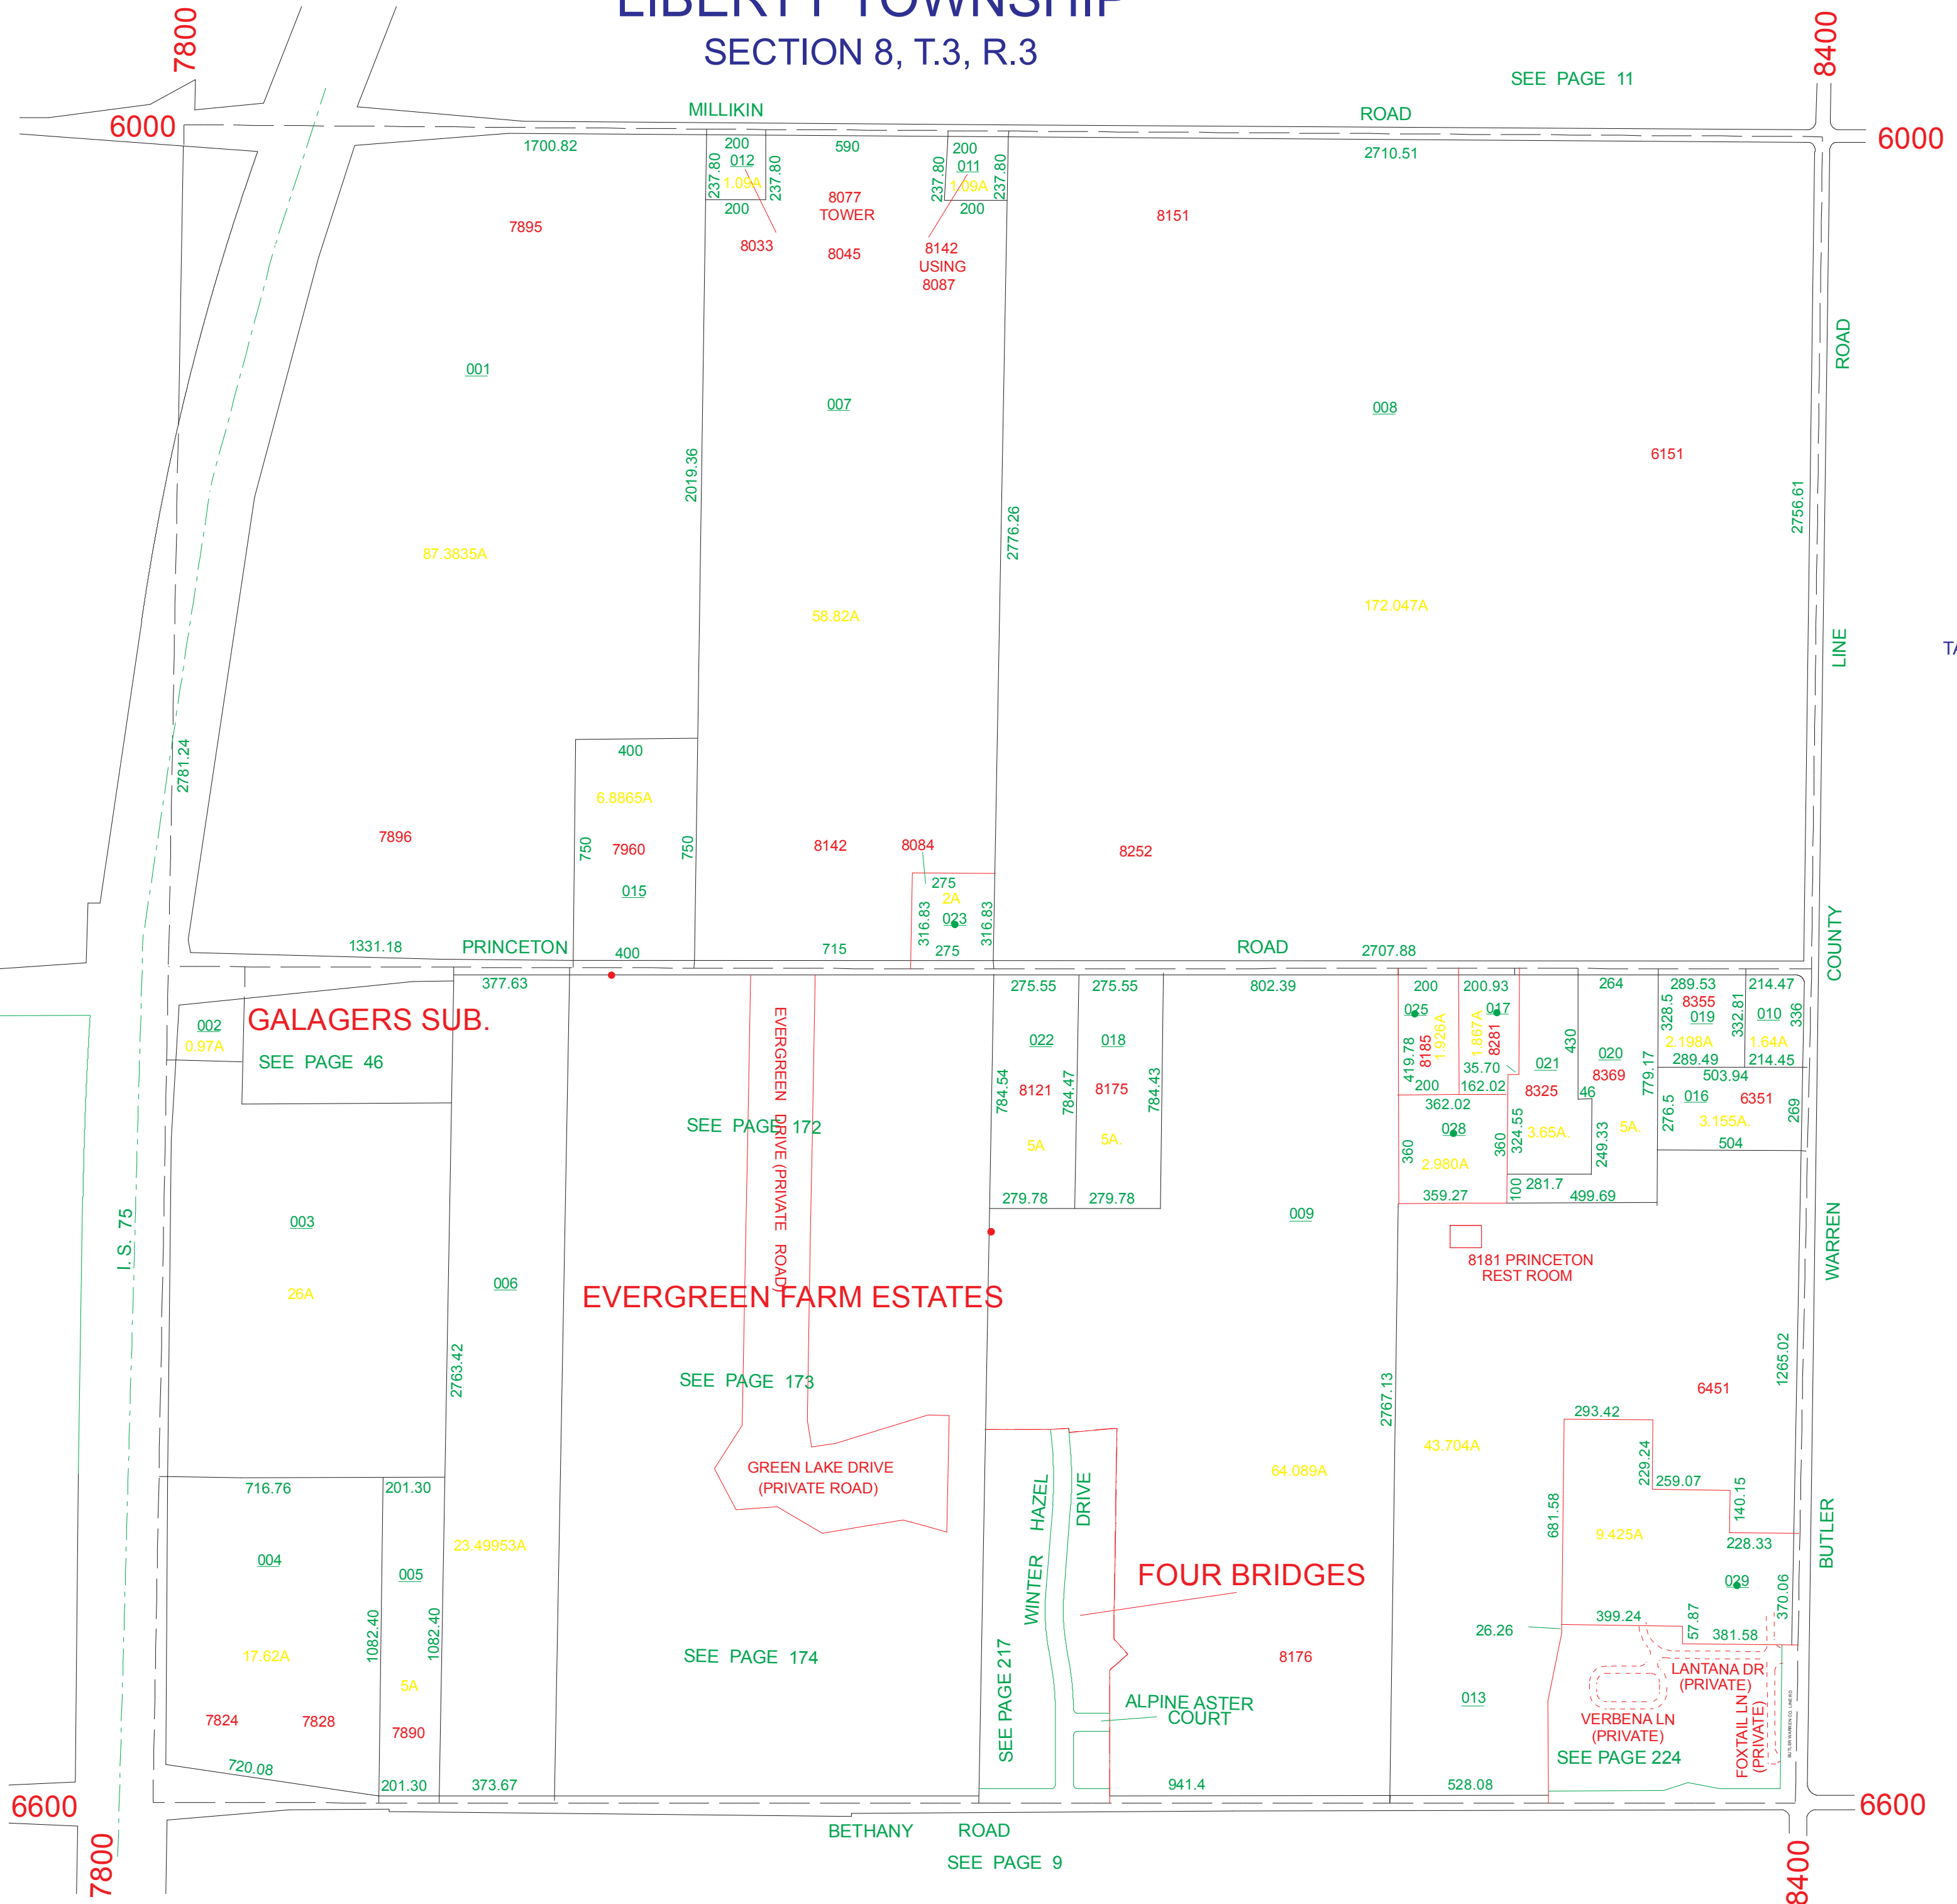 LIBERTY TOWNSHIP
SECTION 8, T.3, R.3
7800
8400
SEE PAGE 11
6000
MILLIKIN ROAD
6000
1700.82
200
590
200
2710.51
237.80
012
237.80
1.09A
200
237.80
011
237.80
1.09A
200
7895
8033
8077
TOWER
8045
8142
USING
8087
8151
ROAD
001
007
008
6151
2019.36
2776.26
2756.61
87.3835A
58.82A
172.047A
LINE
TA
2781.24
400
6.8865A
7896
750
7960
750
015
8142
8084
275
2A
316.83
023
316.83
275
8252
1331.18
PRINCETON
400
715
ROAD
2707.88
COUNTY
377.63
275.55
275.55
802.39
200
200.93
264
289.53
214.47
002
0.97A
GALAGERS SUB.
SEE PAGE 46
EVERGREEN DRIVE (PRIVATE ROAD)
SEE PAGE 172
022
784.54
8121
784.47
5A
279.78
018
8175
784.43
5A.
279.78
025
419.78
8185
1.926A
200
017
1.867A
8281
35.70
162.02
362.02
028
360
360
2.980A
359.27
021
430
8325
324.55
3.65A.
281.7
100
46
020
8369
779.17
249.33
5A.
499.69
328.5
8355
019
332.81
2.198A
289.49
010
336
1.64A
214.45
503.94
016
6351
276.5
269
3.155A.
504
I. S. 75
003
26A
006
2763.42
EVERGREEN FARM ESTATES
009
8181 PRINCETON
REST ROOM
WARREN
SEE PAGE 173
2767.13
1265.02
6451
GREEN LAKE DRIVE
(PRIVATE ROAD)
716.76
201.30
23.49953A
004
005
1082.40
1082.40
17.62A
5A
7824
7828
7890
720.08
201.30
373.67
SEE PAGE 174
SEE PAGE 217
WINTER HAZEL
DRIVE
64.089A
FOUR BRIDGES
8176
ALPINE ASTER
COURT
941.4
43.704A
293.42
229.24
259.07
140.15
681.58
9.425A
228.33
029
370.06
399.24
57.87
381.58
26.26
BUTLER
013
LANTANA DR
(PRIVATE)
VERBENA LN
(PRIVATE)
FOXTAIL LN
(PRIVATE)
BUTLER WARREN CO. LINE RD.
SEE PAGE 224
528.08
6600
6600
BETHANY ROAD
SEE PAGE 9
7800
8400